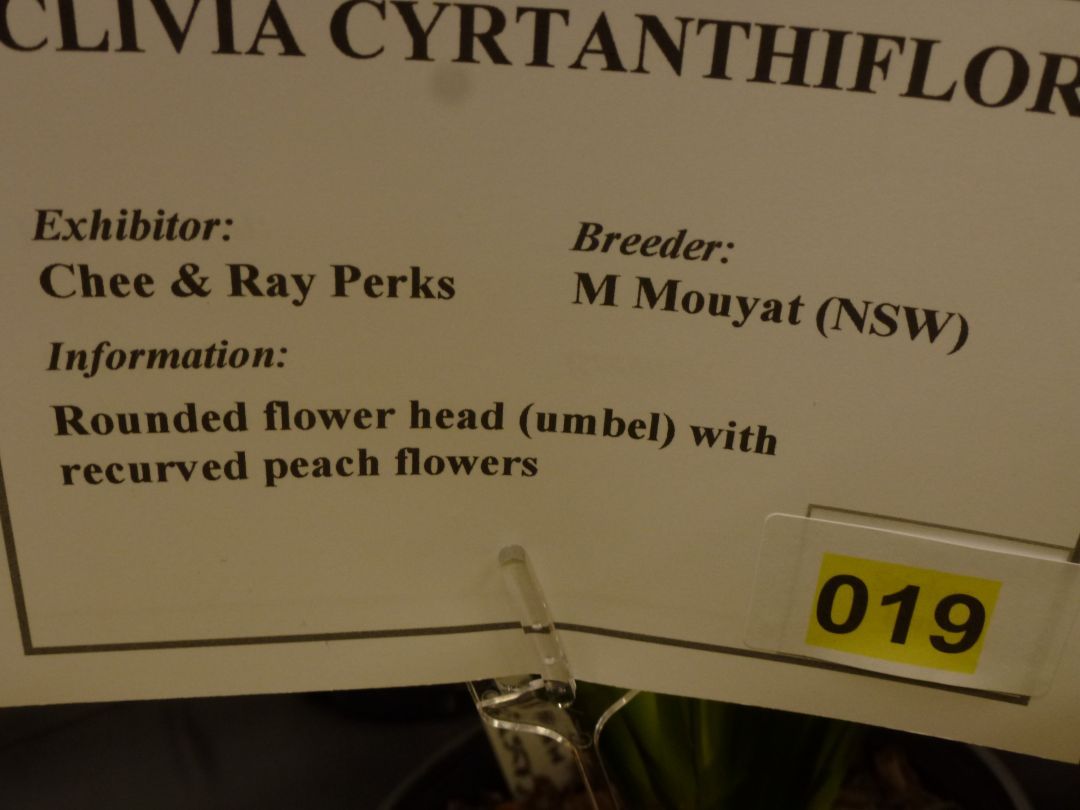 CLIVIA CYRTANTHIFLOR
Exhibitor:
Chee & Ray Perks
Breeder:
M Mouyat (NSW)
Information:
Rounded flower head (umbel) with
recurved peach flowers
019